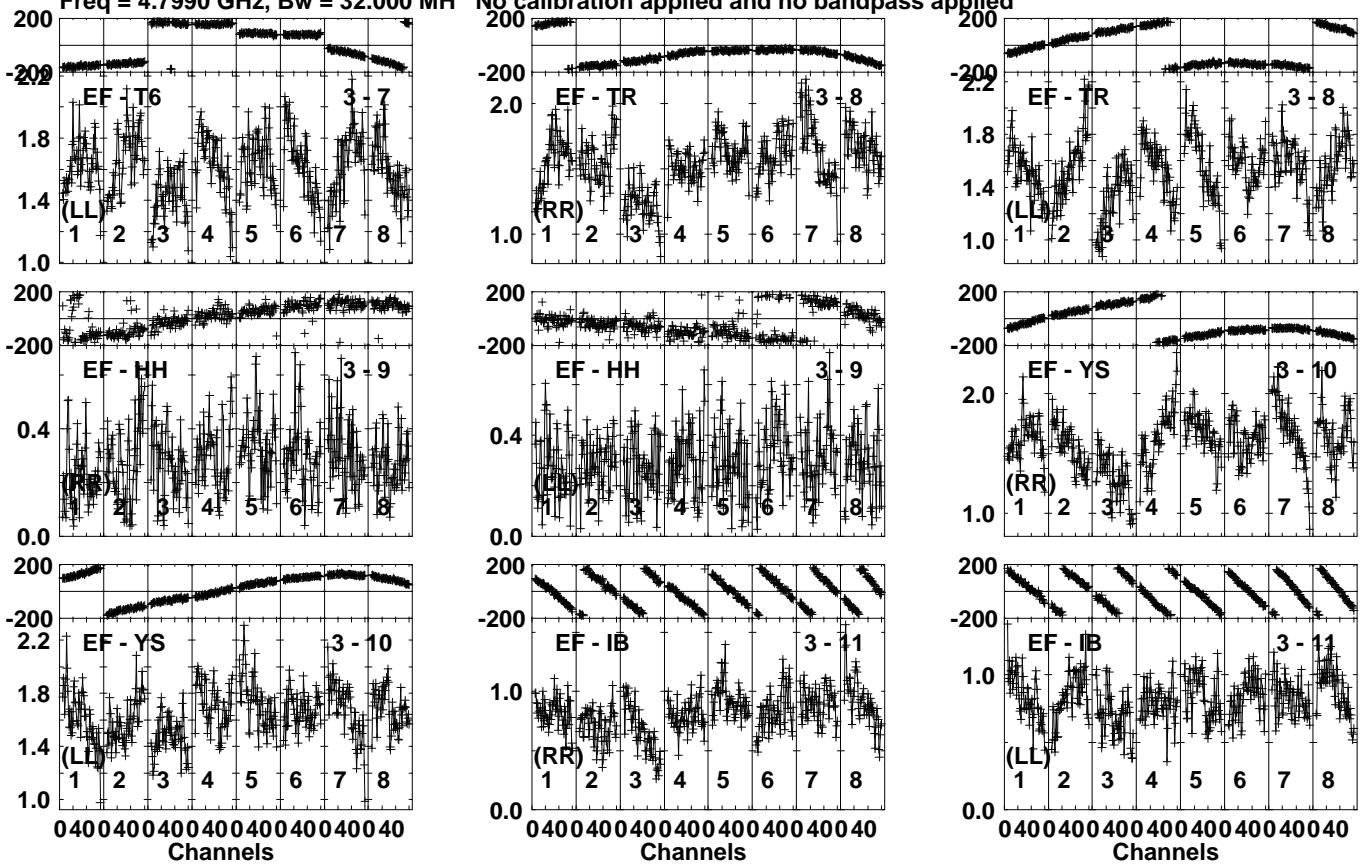 Freq = 4.7990 GHz, Bw = 32.000 MH No calibration applied and no bandpass applied
-200
2.2
EF - T6 3 - 7
1.8
1.4
(LL)
1 2 3 4 5 6 7 8
1.0
-200
EF - TR 3 - 8
2.0
(RR)
1.0
1 2 3 4 5 6 7 8
-200
2.2
EF - TR 3 - 8
1.8
1.4
(LL)
1.0
1 2 3 4 5 6 7 8
200
-200
EF - HH 3 - 9
0.4
(RR)
1 2 3 4 5 6 7 8
0.0
200
-200
EF - HH 3 - 9
0.4
(LL)
1 2 3 4 5 6 7 8
0.0
200
-200
EF - YS 3 - 10
2.0
(RR)
1.0
1 2 3 4 5 6 7 8
200
-200
2.2
EF - YS 3 - 10
1.8
1.4
(LL)
1 2 3 4 5 6 7 8
1.0
0 40 0 40 0 40 0 40 0 40 0 40 0 40 0 40
Channels
200
-200
EF - IB 3 - 11
1.0
(RR)
1 2 3 4 5 6 7 8
0.0
0 40 0 40 0 40 0 40 0 40 0 40 0 40 0 40
Channels
200
-200
EF - IB 3 - 11
1.0
(LL)
1 2 3 4 5 6 7 8
0.0
0 40 0 40 0 40 0 40 0 40 0 40 0 40 0 40
Channels